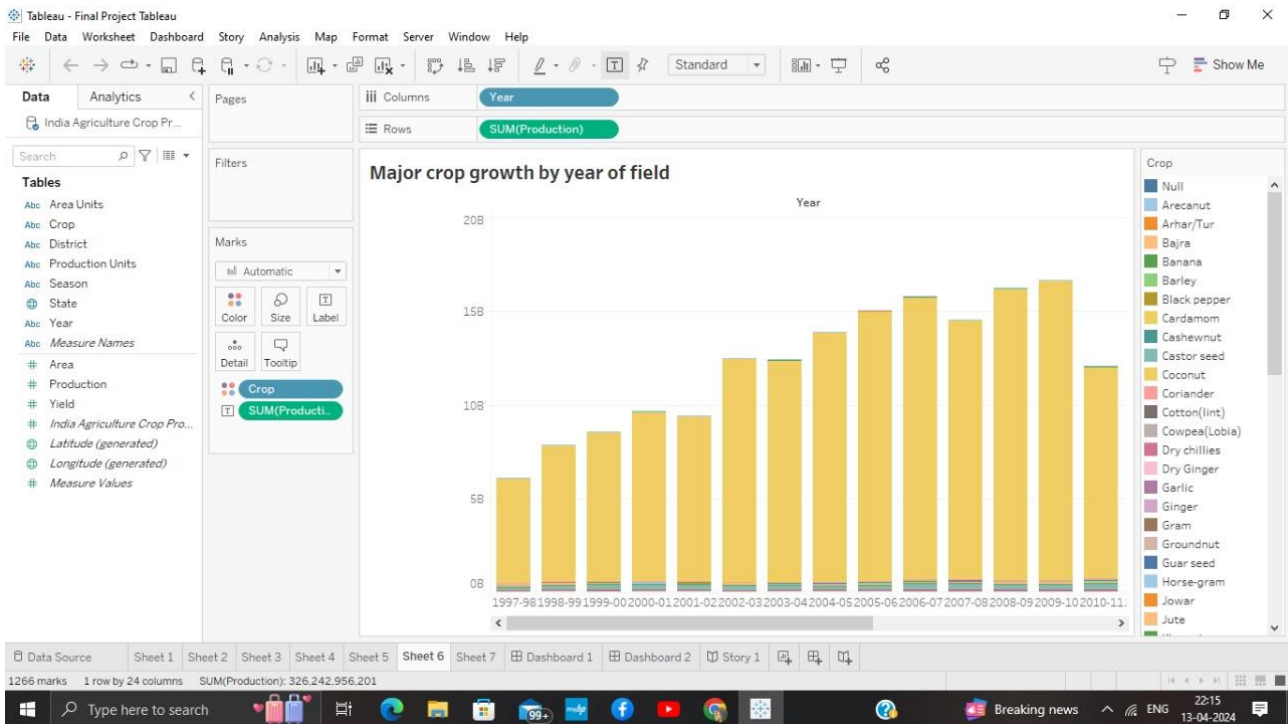 Tableau - Final Project Tableau
File Data Worksheet Dashboard Story Analysis Map Format Server Window Help
Standard
Show Me
Data Analytics
India Agriculture Crop Pr...
Search
Tables
Abc Area Units
Abc Crop
Abc District
Abc Production Units
Abc Season
State
Abc Year
Abc Measure Names
# Area
# Production
# Yield
# India Agriculture Crop Pro...
Latitude (generated)
Longitude (generated)
# Measure Values
Pages
Filters
Marks
Automatic
Color Size Label
Detail Tooltip
Crop
SUM(Producti..
Columns Year
Rows SUM(Production)
Major crop growth by year of field
Year
20B
15B
10B
5B
0B
1997-98 1998-99 1999-00 2000-01 2001-02 2002-03 2003-04 2004-05 2005-06 2006-07 2007-08 2008-09 2009-10 2010-11
Crop
Null
Arecanut
Arhar/Tur
Bajra
Banana
Barley
Black pepper
Cardamom
Cashewnut
Castor seed
Coconut
Coriander
Cotton(lint)
Cowpea(Lobia)
Dry chillies
Dry Ginger
Garlic
Ginger
Gram
Groundnut
Guar seed
Horse-gram
Jowar
Jute
Data Source Sheet 1 Sheet 2 Sheet 3 Sheet 4 Sheet 5 Sheet 6 Sheet 7 Dashboard 1 Dashboard 2 Story 1
1266 marks 1 row by 24 columns SUM(Production): 326,242,956,201
Type here to search
99+
Breaking news
ENG
22:15
13-04-2024